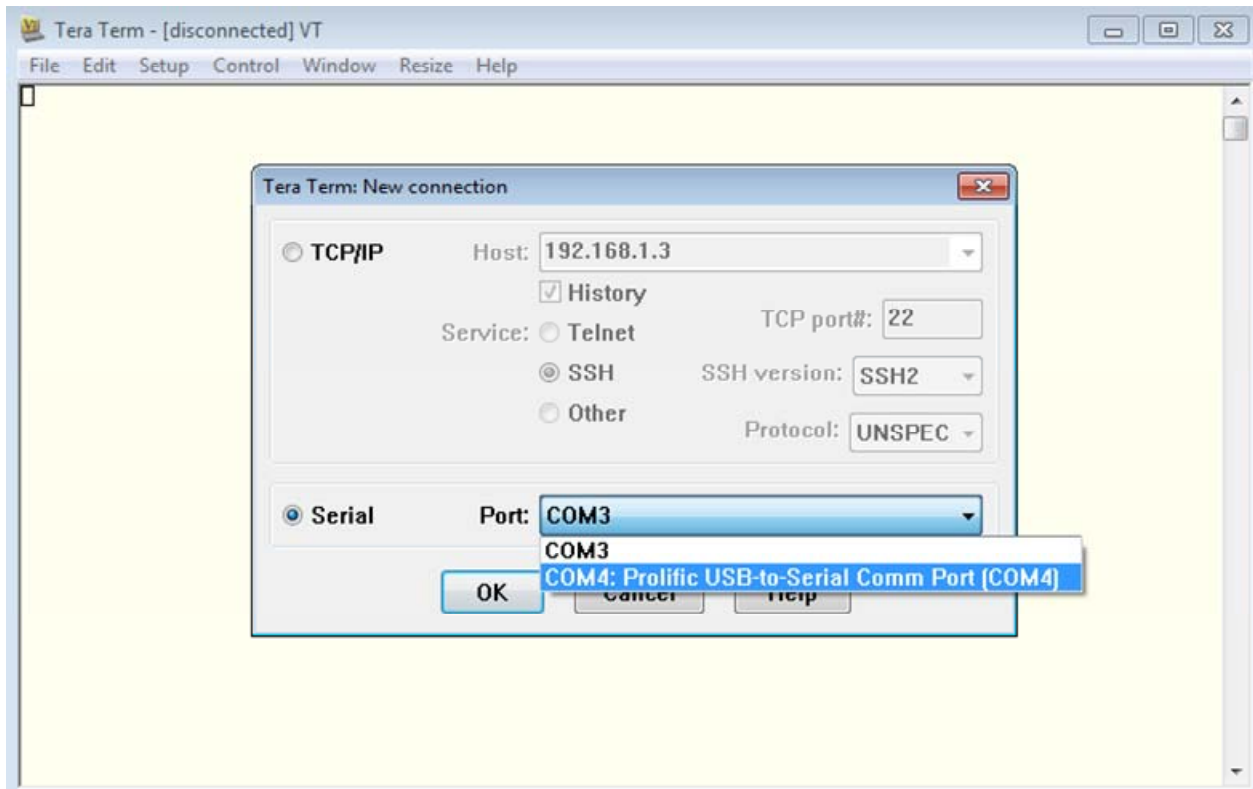 Tera Term - [disconnected] VT
File Edit Setup Control Window Resize Help
Tera Term: New connection
TCP/IP Host: 192.168.1.3
History
Service: Telnet TCP port#: 22
SSH SSH version: SSH2
Other Protocol: UNSPEC
Serial Port: COM3
COM3
COM4: Prolific USB-to-Serial Comm Port (COM4)
OK Cancel Help